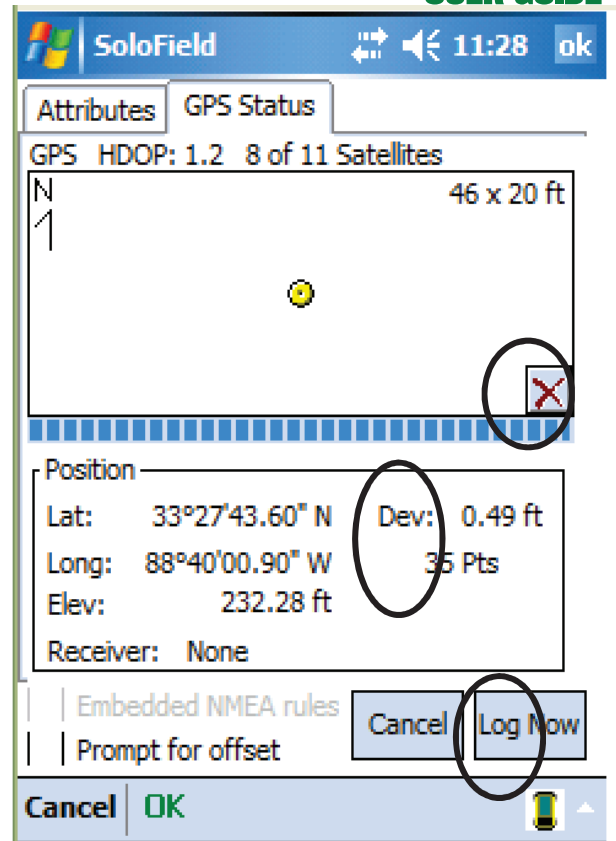 USER GUIDE
SoloField 11:28 ok
Attributes GPS Status
GPS HDOP: 1.2 8 of 11 Satellites
N 46 x 20 ft
Position
Lat: 33°27'43.60" N Dev: 0.49 ft
Long: 88°40'00.90" W 35 Pts
Elev: 232.28 ft
Receiver: None
Embedded NMEA rules
Prompt for offset
Cancel Log Now
Cancel OK